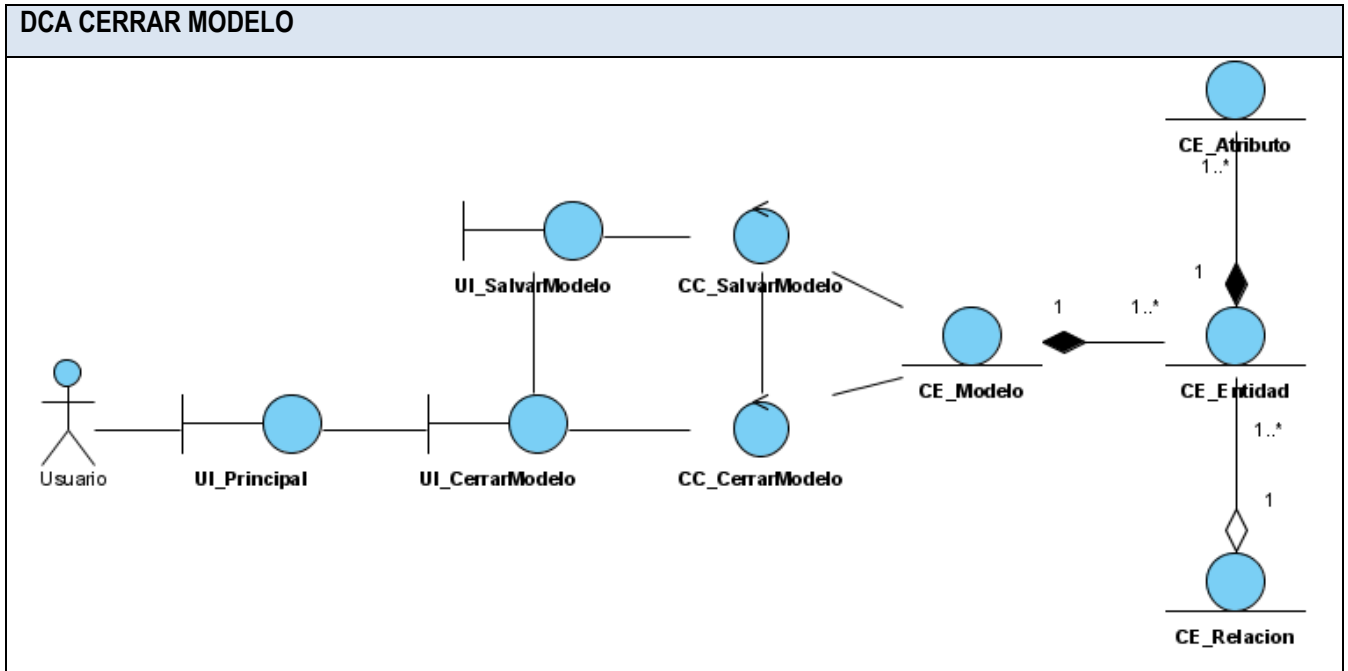 DCA CERRAR MODELO
CE_Atributo
1..*
UI_SalvarModelo
CC_SalvarModelo
1
1
1..*
CE_Modelo
CE_Entidad
1..*
Usuario
UI_Principal
UI_CerrarModelo
CC_CerrarModelo
1
CE_Relacion